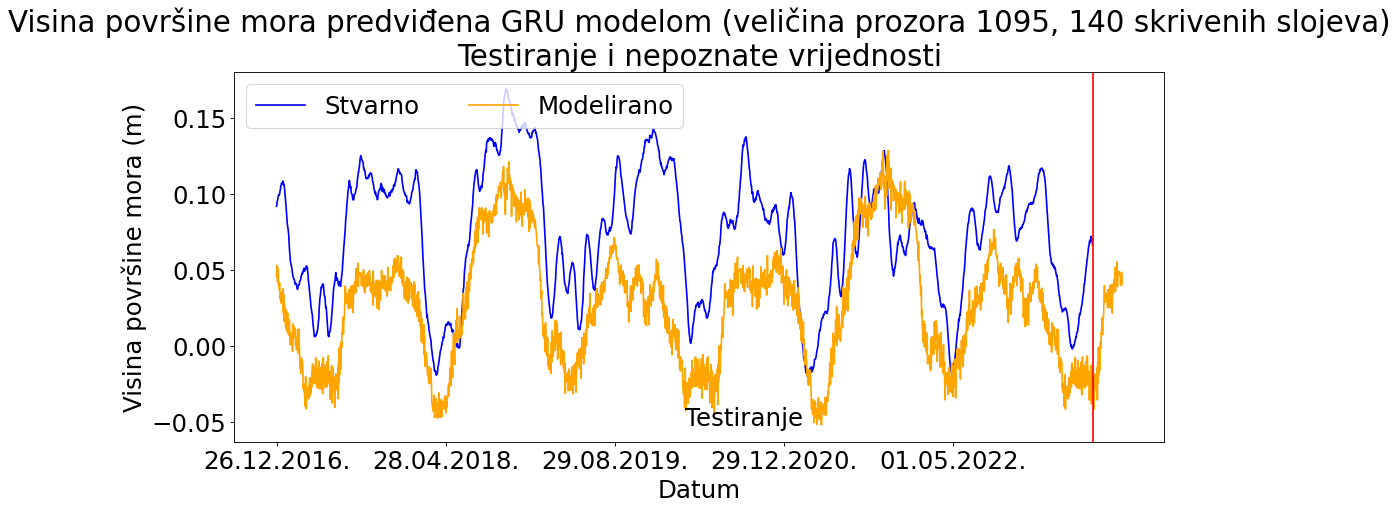 Visina površine mora predviđena GRU modelom (veličina prozora 1095, 140 skrivenih slojeva)
Testiranje i nepoznate vrijednosti
Stvarno Modelirano
Visina površine mora (m)
0.15
0.10
0.05
0.00
−0.05
Testiranje
26.12.2016. 28.04.2018. 29.08.2019. 29.12.2020. 01.05.2022.
Datum